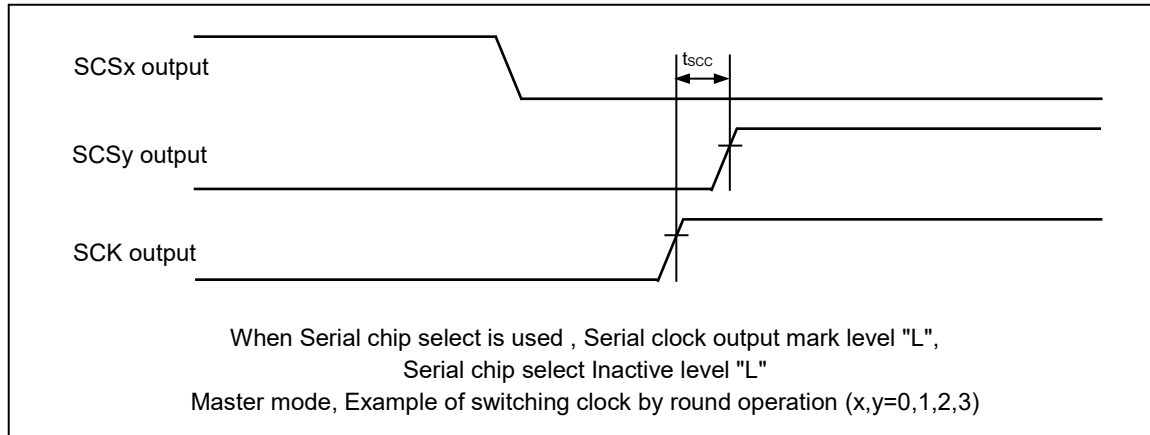 tSCC
SCSx output
SCSy output
SCK output
When Serial chip select is used , Serial clock output mark level "L",
Serial chip select Inactive level "L"
Master mode, Example of switching clock by round operation (x,y=0,1,2,3)